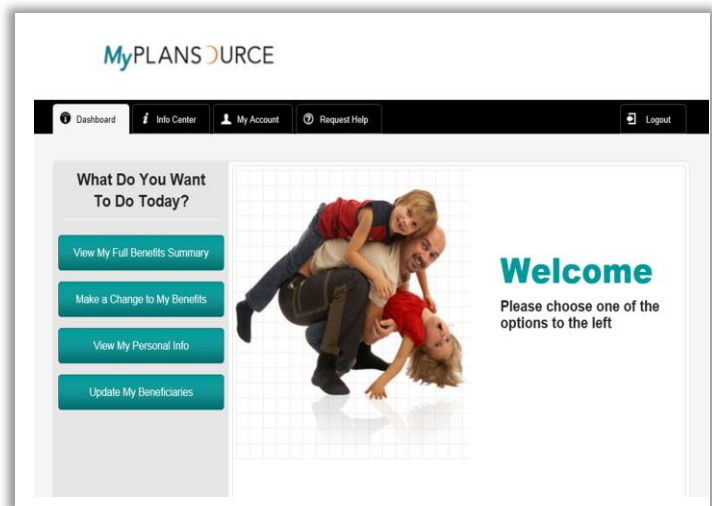 MyPLANSOURCE
Dashboard
Info Center
My Account
Request Help
Logout
What Do You Want
To Do Today?
View My Full Benefits Summary
Make a Change to My Benefits
View My Personal Info
Update My Beneficiaries
Welcome
Please choose one of the
options to the left